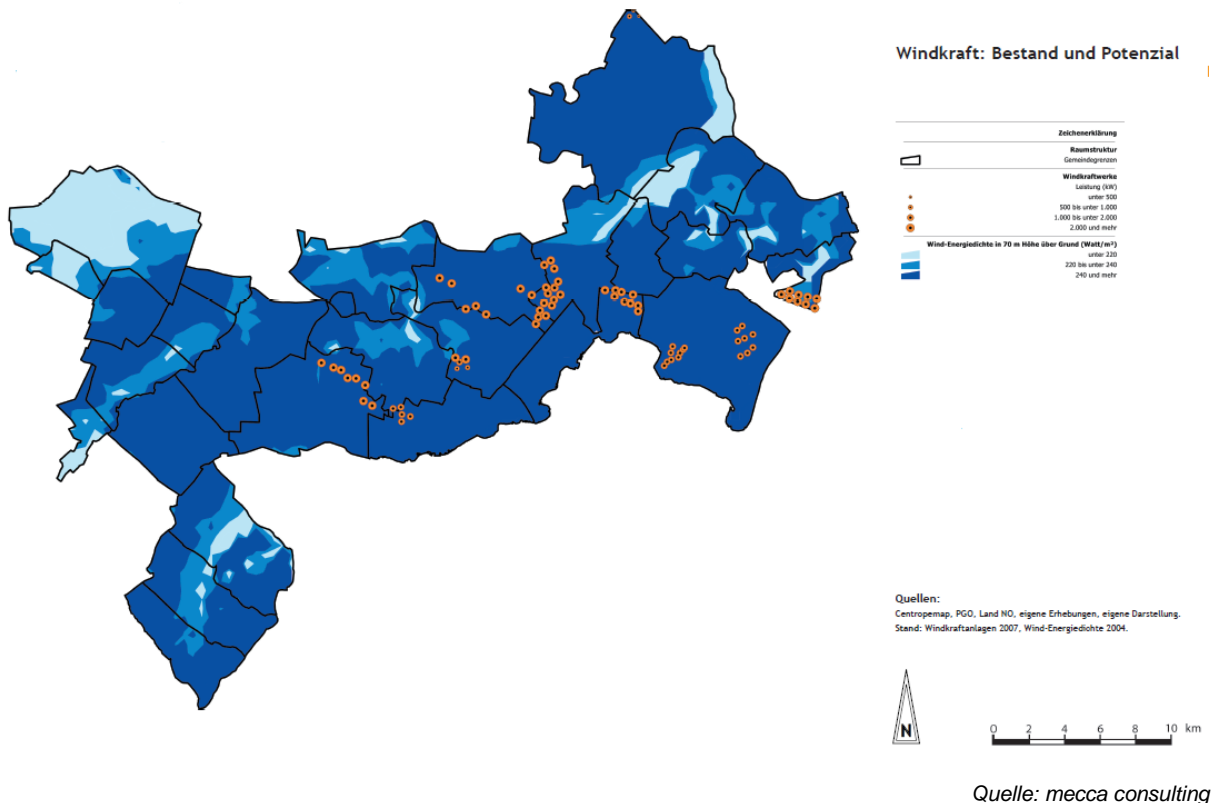 Windkraft: Bestand und Potenzial
Zeichenerklärung
Raumstruktur
Gemeindegrenzen
Windkraftwerke
Leistung (kW)
unter 500
500 bis unter 1.000
1.000 bis unter 2.000
2.000 und mehr
Wind-Energiedichte in 70 m Höhe über Grund (Watt/m²)
unter 220
220 bis unter 240
240 und mehr
Quellen:
Centropemap, PGO, Land NO, eigene Erhebungen, eigene Darstellung.
Stand: Windkraftanlagen 2007, Wind-Energiedichte 2004.
N
0 2 4 6 8 10 km
Quelle: mecca consulting